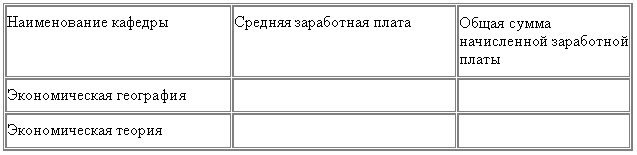 Наименование кафедры Средняя заработная плата Общая сумма
начисленной заработной
платы
Экономическая география
Экономическая теория